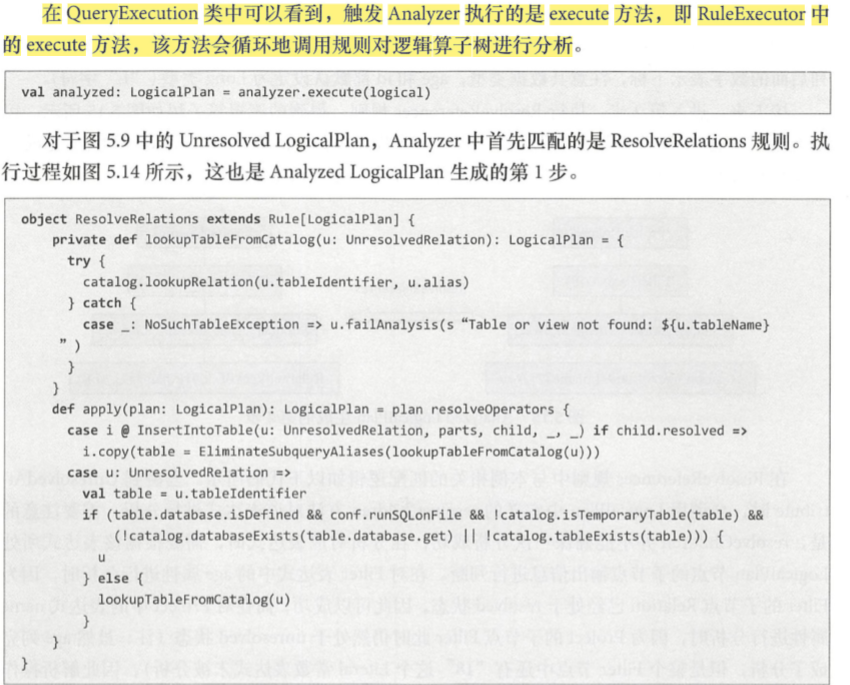 在 QueryExecution 类中可以看到，触发 Analyzer 执行的是 execute 方法，即 RuleExecutor 中
的 execute 方法，该方法会循环地调用规则对逻辑算子树进行分析。
val analyzed: LogicalPlan = analyzer.execute(logical)
对于图 5.9 中的 Unresolved LogicalPlan，Analyzer 中首先匹配的是 ResolveRelations 规则。执
行过程如图 5.14 所示，这也是 Analyzed LogicalPlan 生成的第 1 步。
object ResolveRelations extends Rule[LogicalPlan] {
private def lookupTableFromCatalog(u: UnresolvedRelation): LogicalPlan = {
try {
catalog.lookupRelation(u.tableIdentifier, u.alias)
} catch {
case _: NoSuchTableException => u.failAnalysis(s “Table or view not found: ${u.tableName}
” )
}
}
def apply(plan: LogicalPlan): LogicalPlan = plan resolveOperators {
case i @ InsertIntoTable(u: UnresolvedRelation, parts, child, _, _) if child.resolved =>
i.copy(table = EliminateSubqueryAliases(lookupTableFromCatalog(u)))
case u: UnresolvedRelation =>
val table = u.tableIdentifier
if (table.database.isDefined && conf.runSQLonFile && !catalog.isTemporaryTable(table) &&
(!catalog.databaseExists(table.database.get) || !catalog.tableExists(table))) {
u
} else {
lookupTableFromCatalog(u)
}
}
}